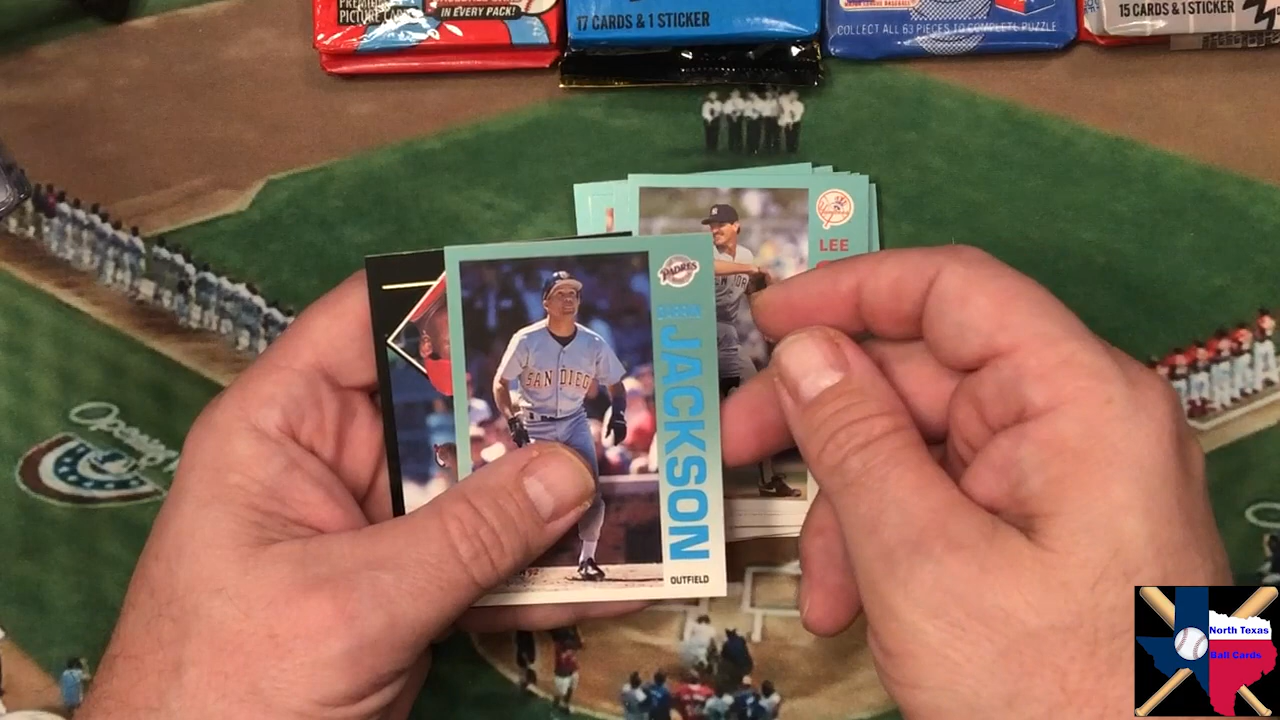 PICTURE CARDS
IN EVERY PACK!
17 CARDS & 1 STICKER
COLLECT ALL 63 PIECES TO COMPLETE PUZZLE
15 CARDS & 1 STICKER
LEE
PADRES
DARRIN
JACKSON
SAN DIEGO
OUTFIELD
Opening
North Texas
Ball Cards